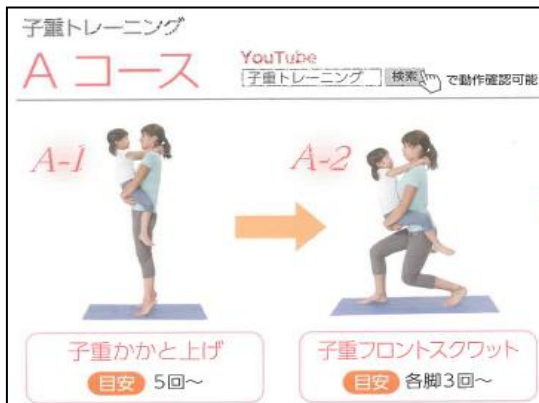 子重トレーニング
Aコース
YouTube
子重トレーニング 検索 で動作確認可能
A-1
A-2
子重かかと上げ
目安 5回~
子重フロントスクワット
目安 各脚3回~